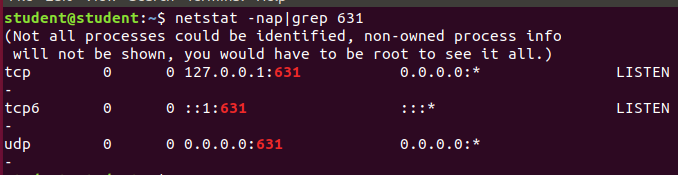 student@student:~$ netstat -nap|grep 631
(Not all processes could be identified, non-owned process info
 will not be shown, you would have to be root to see it all.)
tcp        0      0 127.0.0.1:631           0.0.0.0:*               LISTEN
-
tcp6       0      0 ::1:631                 :::*                    LISTEN
-
udp        0      0 0.0.0.0:631             0.0.0.0:*
-